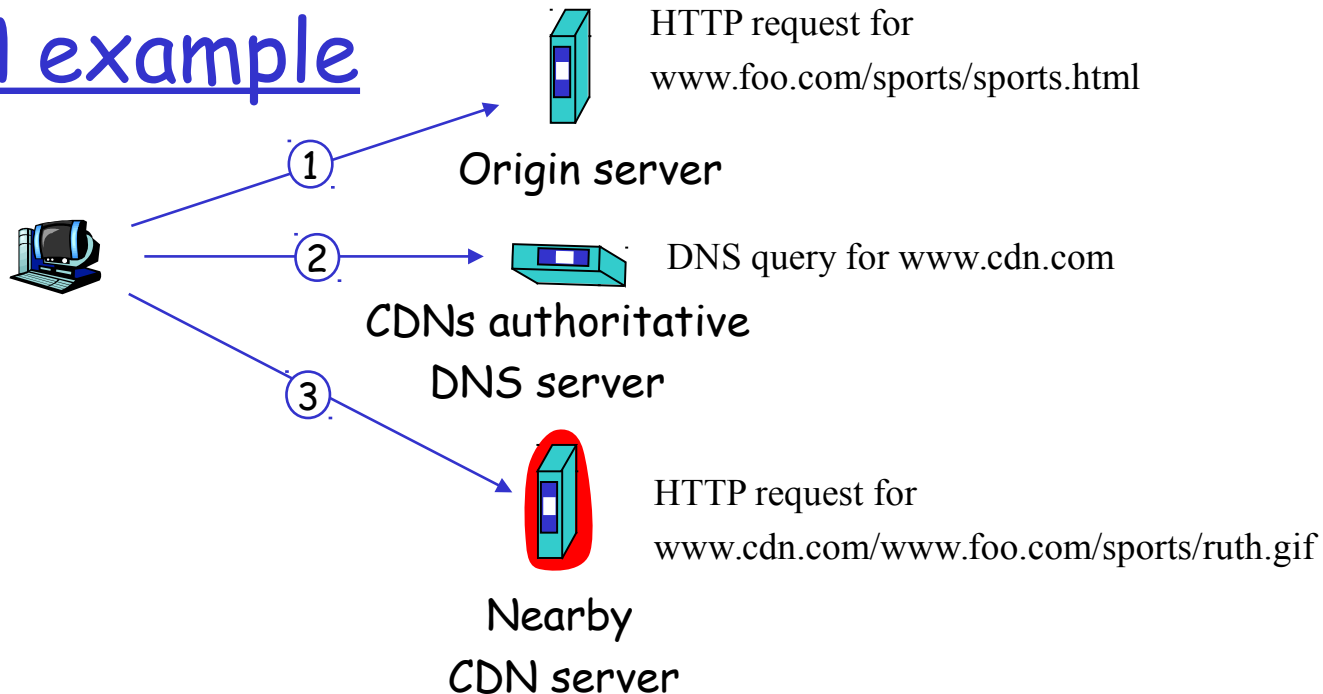 example
HTTP request for
www.foo.com/sports/sports.html
1
Origin server
2
DNS query for www.cdn.com
CDNs authoritative
DNS server
3
HTTP request for
www.cdn.com/www.foo.com/sports/ruth.gif
Nearby
CDN server